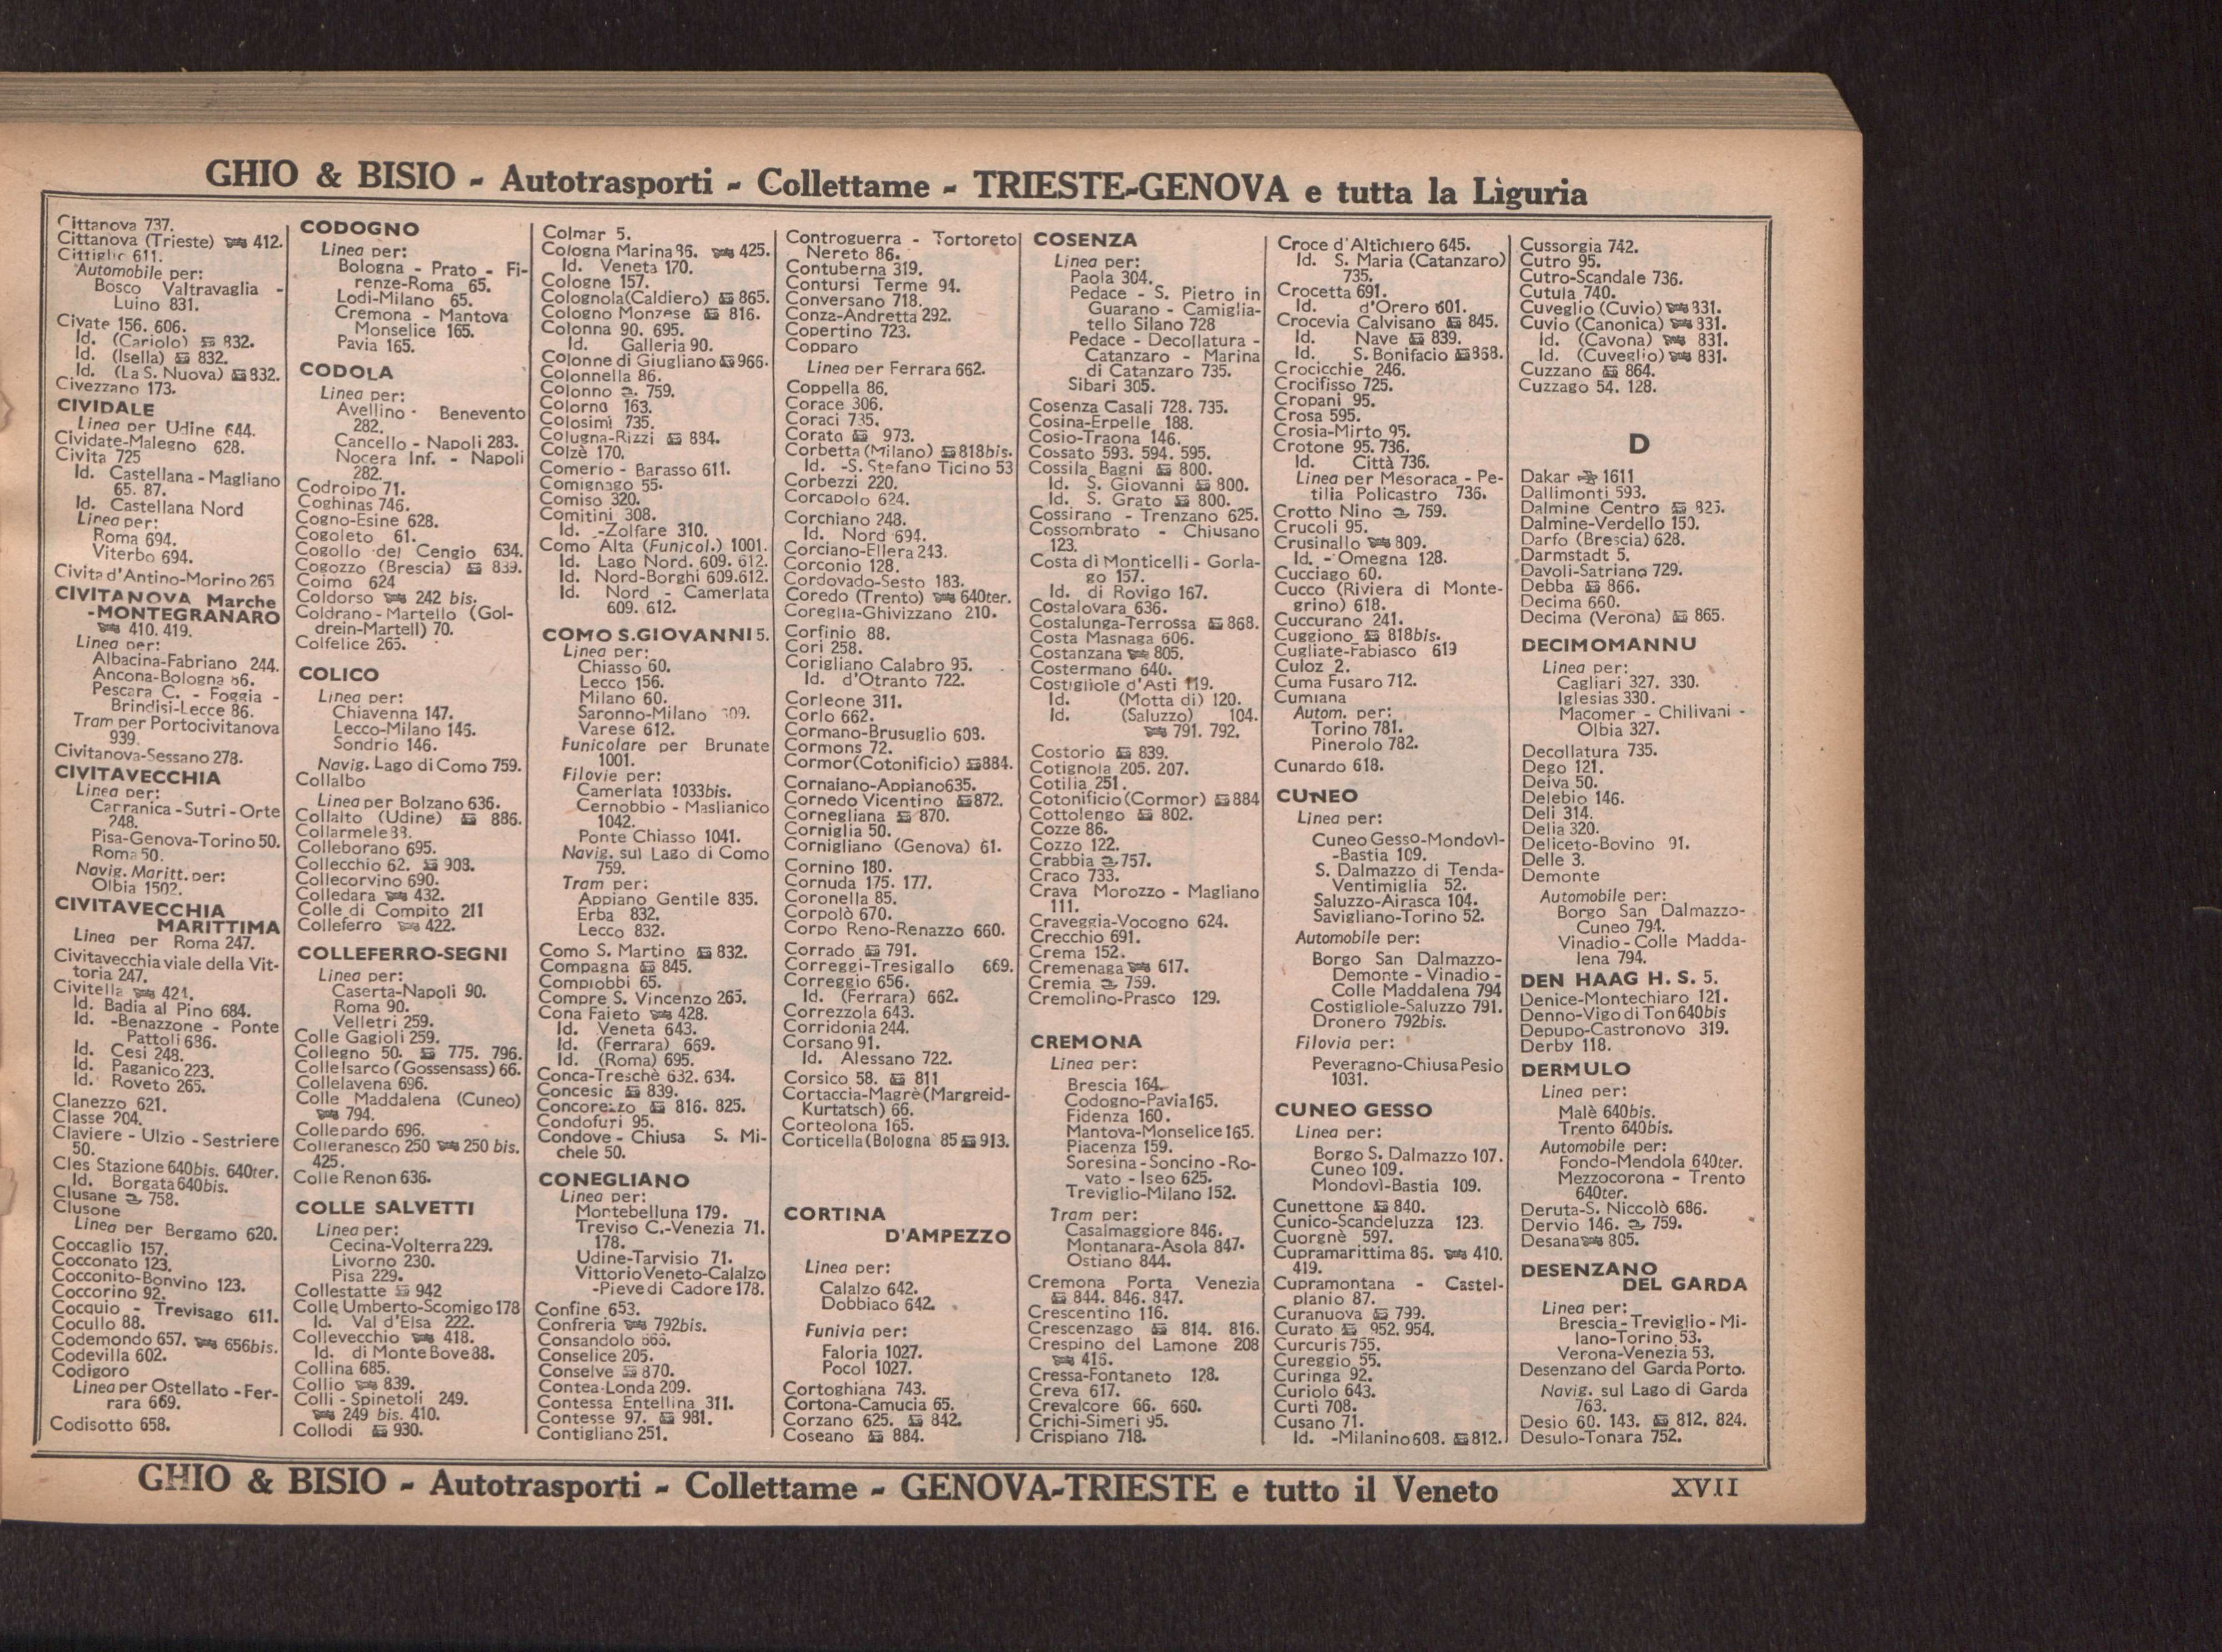 GHIO & BISIO - Autotrasporti - Collettame - TRIESTE-GENOVA e tutta la Liguria
Cittanova 737.
Cittanova (Trieste) 412.
Cittiglio 611.
Automobile per:
Bosco Valtravaglia -
Luino 831.
Civate 156. 606.
Id. (Cariolo) 832.
Id. (Isella) 832.
Id. (La S. Nuova) 832.
Civezzano 173.
CIVIDALE
Linea per Udine 644.
Cividate-Malegno 628.
Civita 725
Id. Castellana - Magliano
65. 87.
Id. Castellana Nord
Linea per:
Roma 694.
Viterbo 694.
Civita d'Antino-Morino 265
CIVITANOVA Marche
-MONTEGRANARO
410. 419.
Linea per:
Albacina-Fabriano 244.
Ancona-Bologna 86.
Pescara C. - Foggia -
Brindisi-Lecce 86.
Tram per Portocivitanova
939.
Civitanova-Sessano 278.
CIVITAVECCHIA
Linea per:
Capranica - Sutri - Orte
248.
Pisa-Genova-Torino 50.
Roma 50.
Navig. Maritt. per:
Olbia 1502.
CIVITAVECCHIA
MARITTIMA
Linea per Roma 247.
Civitavecchia viale della Vit-
toria 247.
Civitella 421.
Id. Badia al Pino 684.
Id. -Benazzone - Ponte
Pattoli 686.
Id. Cesi 248.
Id. Paganico 223.
Id. Roveto 265.
Clanezzo 621.
Classe 204.
Claviere - Ulzio - Sestriere
50.
Cles Stazione 640bis. 640ter.
Id. Borgata 640bis.
Clusane 758.
Clusone
Linea per Bergamo 620.
Coccaglio 157.
Cocconato 123.
Cocconito-Bonvino 123.
Coccorino 92.
Cocquio - Trevisago 611.
Cocullo 88.
Codemondo 657. 656bis.
Codevilla 602.
Codigoro
Linea per Ostellato - Fer-
rara 669.
Codisotto 658.
CODOGNO
Linea per:
Bologna - Prato - Fi-
renze-Roma 65.
Lodi-Milano 65.
Cremona - Mantova
Monselice 165.
Pavia 165.
CODOLA
Linea per:
Avellino - Benevento
282.
Cancello - Napoli 283.
Nocera Inf. - Napoli
282.
Codroipo 71.
Coghinas 746.
Cogno-Esine 628.
Cogoleto 61.
Cogollo del Cengio 634.
Cogozzo (Brescia) 839.
Coimo 624
Coldorso 242 bis.
Coldrano - Martello (Gol-
drein-Martell) 70.
Colfelice 265.
COLICO
Linea per:
Chiavenna 147.
Lecco-Milano 146.
Sondrio 146.
Navig. Lago di Como 759.
Collalbo
Linea per Bolzano 636.
Collalto (Udine) 886.
Collarmele 88.
Colleborano 695.
Collecchio 62. 908.
Collecorvino 690.
Colledara 432.
Colle di Compito 211
Colleferro 422.
COLLEFERRO-SEGNI
Linea per:
Caserta-Napoli 90.
Roma 90.
Velletri 259.
Colle Gagioli 259.
Collegno 50. 775. 796.
Colle Isarco (Gossensass) 66.
Collelavena 696.
Colle Maddalena (Cuneo)
794.
Collepardo 696.
Colleranesco 250 250 bis.
425.
Colle Renon 636.
COLLE SALVETTI
Linea per:
Cecina-Volterra 229.
Livorno 230.
Pisa 229.
Collestatte 942
Colle Umberto-Scomigo 178
Id. Val d'Elsa 222.
Collevecchio 418.
Id. di Monte Bove 88.
Collina 685.
Collio 839.
Colli - Spinetoli 249.
249 bis. 410.
Collodi 930.
Colmar 5.
Cologna Marina 86. 425.
Id. Veneta 170.
Cologne 157.
Colognola (Caldiero) 865.
Cologno Monzese 816.
Colonna 90. 695.
Id. Galleria 90.
Colonne di Giugliano 966.
Colonnella 86.
Colonno 759.
Colorno 163.
Colosimi 735.
Colugna-Rizzi 884.
Colzè 170.
Comerio - Barasso 611.
Comignago 55.
Comiso 320.
Comitini 308.
Id. -Zolfare 310.
Como Alta (Funicol.) 1001.
Id. Lago Nord. 609. 612.
Id. Nord-Borghi 609.612.
Id. Nord - Camerlata
609. 612.
COMO S.GIOVANNI 5.
Linea per:
Chiasso 60.
Lecco 156.
Milano 60.
Saronno-Milano 609.
Varese 612.
Funicolare per Brunate
1001.
Filovie per:
Camerlata 1033bis.
Cernobbio - Maslianico
1042.
Ponte Chiasso 1041.
Navig. sul Lago di Como
759.
Tram per:
Appiano Gentile 835.
Erba 832.
Lecco 832.
Como S. Martino 832.
Compagna 845.
Compiobbi 65.
Compre S. Vincenzo 265.
Cona Faieto 428.
Id. Veneta 643.
Id. (Ferrara) 669.
Id. (Roma) 695.
Conca-Treschè 632. 634.
Concesio 839.
Concorezzo 816. 825.
Condofuri 95.
Condove - Chiusa S. Mi-
chele 50.
CONEGLIANO
Linea per:
Montebelluna 179.
Treviso C.-Venezia 71.
178.
Udine-Tarvisio 71.
Vittorio Veneto-Calalzo
-Pieve di Cadore 178.
Confine 653.
Confreria 792bis.
Consandolo 666.
Conselice 205.
Conselve 870.
Contea-Londa 209.
Contessa Entellina 311.
Contesse 97. 981.
Contigliano 251.
Controguerra - Tortoreto
Nereto 86.
Contuberna 319.
Contursi Terme 94.
Conversano 718.
Conza-Andretta 292.
Copertino 723.
Copparo
Linea per Ferrara 662.
Coppella 86.
Corace 306.
Coraci 735.
Corato 973.
Corbetta (Milano) 818bis.
Id. -S. Stefano Ticino 53
Corbezzi 220.
Corcapolo 624.
Corchiano 248.
Id. Nord 694.
Corciano-Ellera 243.
Corconio 128.
Cordovado-Sesto 183.
Coredo (Trento) 640ter.
Coreglia-Ghivizzano 210.
Corfinio 88.
Cori 258.
Corigliano Calabro 95.
Id. d'Otranto 722.
Corleone 311.
Corlo 662.
Cormano-Brusuglio 608.
Cormons 72.
Cormor (Cotonificio) 884.
Cornaiano-Appiano 635.
Cornedo Vicentino 872.
Cornegliana 870.
Corniglia 50.
Cornigliano (Genova) 61.
Cornino 180.
Cornuda 175. 177.
Coronella 85.
Corpolò 670.
Corpo Reno-Renazzo 660.
Corrado 791.
Correggi-Tresigallo 669.
Correggio 656.
Id. (Ferrara) 662.
Correzzola 643.
Corridonia 244.
Corsano 91.
Id. Alessano 722.
Corsico 58. 811
Cortaccia-Magrè (Margreid-
Kurtatsch) 66.
Corteolona 165.
Corticella (Bologna 85 913.
CORTINA
D'AMPEZZO
Linea per:
Calalzo 642.
Dobbiaco 642.
Funivia per:
Faloria 1027.
Pocol 1027.
Cortoghiana 743.
Cortona-Camucia 65.
Corzano 625. 842.
Coseano 884.
COSENZA
Linea per:
Paola 304.
Pedace - S. Pietro in
Guarano - Camiglia-
tello Silano 728
Pedace - Decollatura -
Catanzaro - Marina
di Catanzaro 735.
Sibari 305.
Cosenza Casali 728. 735.
Cosina-Erpelle 188.
Cosio-Traona 146.
Cossato 593. 594. 595.
Cossila Bagni 800.
Id. S. Giovanni 800.
Id. S. Grato 800.
Cossirano - Trenzano 625.
Cossombrato - Chiusano
123.
Costa di Monticelli - Gorla-
go 157.
Id. di Rovigo 167.
Costalovara 636.
Costalunga-Terrossa 868.
Costa Masnaga 606.
Costanzana 805.
Costermano 640.
Costigliole d'Asti 119.
Id. (Motta di) 120.
Id. (Saluzzo) 104.
791. 792.
Costorio 839.
Cotignola 205. 207.
Cotilia 251.
Cotonificio (Cormor) 884
Cottolengo 802.
Cozze 86.
Cozzo 122.
Crabbia 757.
Craco 733.
Crava Morozzo - Magliano
111.
Craveggia-Vocogno 624.
Crecchio 691.
Crema 152.
Cremenaga 617.
Cremia 759.
Cremolino-Prasco 129.
CREMONA
Linea per:
Brescia 164.
Codogno-Pavia 165.
Fidenza 160.
Mantova-Monselice 165.
Piacenza 159.
Soresina - Soncino - Ro-
vato - Iseo 625.
Treviglio-Milano 152.
Tram per:
Casalmaggiore 846.
Montanara-Asola 847.
Ostiano 844.
Cremona Porta Venezia
844. 846. 847.
Crescentino 116.
Crescenzago 814. 816.
Crespino del Lamone 208
416.
Cressa-Fontaneto 128.
Creva 617.
Crevalcore 66. 660.
Crichi-Simeri 95.
Crispiano 718.
Croce d'Altichiero 645.
Id. S. Maria (Catanzaro)
735.
Crocetta 691.
Id. d'Orero 601.
Crocevia Calvisano 845.
Id. Nave 839.
Id. S. Bonifacio 868.
Crocicchie 246.
Crocifisso 725.
Cropani 95.
Crosa 595.
Crosia-Mirto 95.
Crotone 95. 736.
Id. Città 736.
Linea per Mesoraca - Pe-
tilia Policastro 736.
Crotto Nino 759.
Crucoli 95.
Crusinallo 809.
Id. - Omegna 128.
Cucciago 60.
Cucco (Riviera di Monte-
grino) 618.
Cuccurano 241.
Cuggiono 818bis.
Cugliate-Fabiasco 619
Culoz 2.
Cuma Fusaro 712.
Cumiana
Autom. per:
Torino 781.
Pinerolo 782.
Cunardo 618.
CUNEO
Linea per:
Cuneo Gesso-Mondovì-
-Bastia 109.
S. Dalmazzo di Tenda-
Ventimiglia 52.
Saluzzo-Airasca 104.
Savigliano-Torino 52.
Automobile per:
Borgo San Dalmazzo-
Demonte - Vinadio -
Colle Maddalena 794
Costigliole-Saluzzo 791.
Dronero 792bis.
Filovia per:
Peveragno-Chiusa Pesio
1031.
CUNEO GESSO
Linea per:
Borgo S. Dalmazzo 107.
Cuneo 109.
Mondovì-Bastia 109.
Cunettone 840.
Cunico-Scandeluzza 123.
Cuorgnè 597.
Cupramarittima 86. 410.
419.
Cupramontana - Castel-
planio 87.
Curanuova 799.
Curato 952. 954.
Curcuris 755.
Cureggio 55.
Curinga 92.
Curiolo 643.
Curti 708.
Cusano 71.
Id. -Milanino 608. 812.
Cussorgia 742.
Cutro 95.
Cutro-Scandale 736.
Cutula 740.
Cuveglio (Cuvio) 831.
Cuvio (Canonica) 831.
Id. (Cavona) 831.
Id. (Cuveglio) 831.
Cuzzano 864.
Cuzzago 54. 128.
D
Dakar 1611
Dallimonti 593.
Dalmine Centro 825.
Dalmine-Verdello 150.
Darfo (Brescia) 628.
Darmstadt 5.
Davoli-Satriano 729.
Debba 866.
Decima 660.
Decima (Verona) 865.
DECIMOMANNU
Linea per:
Cagliari 327. 330.
Iglesias 330.
Macomer - Chilivani -
Olbia 327.
Decollatura 735.
Dego 121.
Deiva 50.
Delebio 146.
Deli 314.
Delia 320.
Deliceto-Bovino 91.
Delle 3.
Demonte
Automobile per:
Borgo San Dalmazzo-
Cuneo 794.
Vinadio - Colle Madda-
lena 794.
DEN HAAG H. S. 5.
Denice-Montechiaro 121.
Denno-Vigo di Ton 640bis
Depupo-Castronovo 319.
Derby 118.
DERMULO
Linea per:
Malè 640bis.
Trento 640bis.
Automobile per:
Fondo-Mendola 640ter.
Mezzocorona - Trento
640ter.
Deruta-S. Niccolò 686.
Dervio 146. 759.
Desana 805.
DESENZANO
DEL GARDA
Linea per:
Brescia - Treviglio - Mi-
lano-Torino 53.
Verona-Venezia 53.
Desenzano del Garda Porto.
Navig. sul Lago di Garda
763.
Desio 60. 143. 812. 824.
Desulo-Tonara 752.
GHIO & BISIO - Autotrasporti - Collettame - GENOVA-TRIESTE e tutto il Veneto
XVII